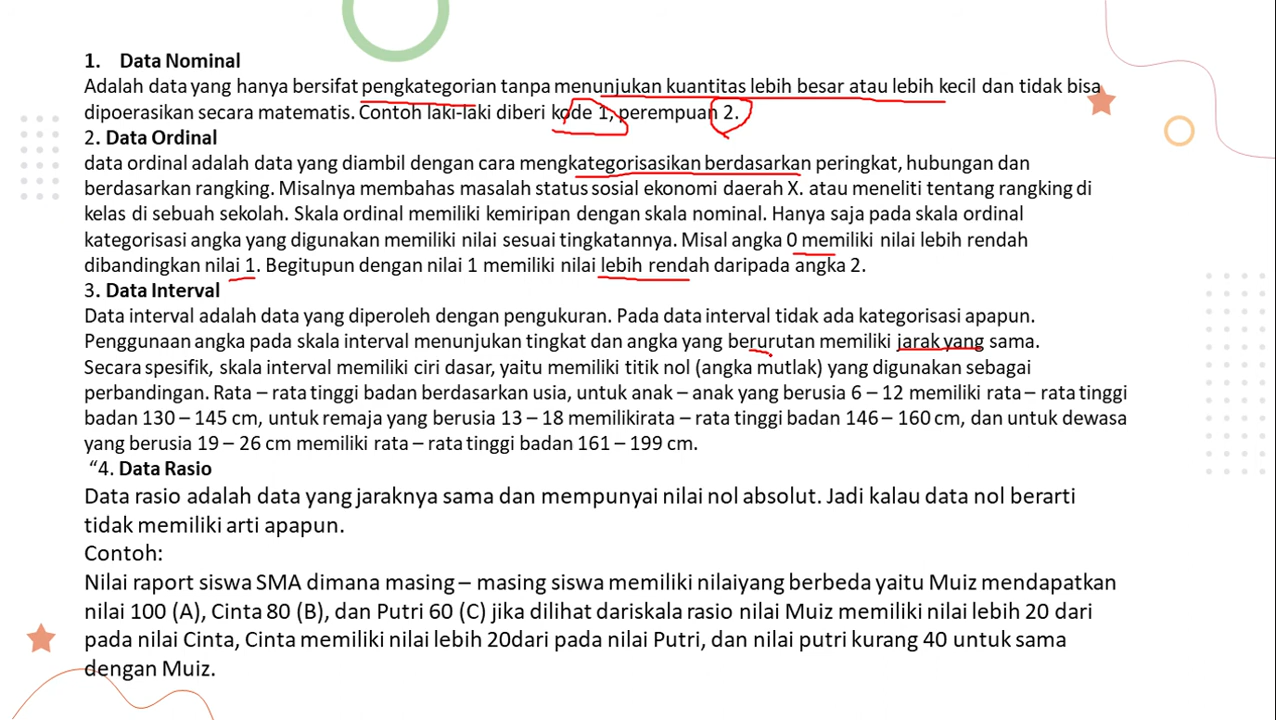 1. Data Nominal
Adalah data yang hanya bersifat pengkategorian tanpa menunjukan kuantitas lebih besar atau lebih kecil dan tidak bisa
dipoerasikan secara matematis. Contoh laki-laki diberi kode 1, perempuan 2.
2. Data Ordinal
data ordinal adalah data yang diambil dengan cara mengkategorisasikan berdasarkan peringkat, hubungan dan
berdasarkan rangking. Misalnya membahas masalah status sosial ekonomi daerah X. atau meneliti tentang rangking di
kelas di sebuah sekolah. Skala ordinal memiliki kemiripan dengan skala nominal. Hanya saja pada skala ordinal
kategorisasi angka yang digunakan memiliki nilai sesuai tingkatannya. Misal angka 0 memiliki nilai lebih rendah
dibandingkan nilai 1. Begitupun dengan nilai 1 memiliki nilai lebih rendah daripada angka 2.
3. Data Interval
Data interval adalah data yang diperoleh dengan pengukuran. Pada data interval tidak ada kategorisasi apapun.
Penggunaan angka pada skala interval menunjukan tingkat dan angka yang berurutan memiliki jarak yang sama.
Secara spesifik, skala interval memiliki ciri dasar, yaitu memiliki titik nol (angka mutlak) yang digunakan sebagai
perbandingan. Rata – rata tinggi badan berdasarkan usia, untuk anak – anak yang berusia 6 – 12 memiliki rata – rata tinggi
badan 130 – 145 cm, untuk remaja yang berusia 13 – 18 memilikirata – rata tinggi badan 146 – 160 cm, dan untuk dewasa
yang berusia 19 – 26 cm memiliki rata – rata tinggi badan 161 – 199 cm.
“4. Data Rasio
Data rasio adalah data yang jaraknya sama dan mempunyai nilai nol absolut. Jadi kalau data nol berarti
tidak memiliki arti apapun.
Contoh:
Nilai raport siswa SMA dimana masing – masing siswa memiliki nilaiyang berbeda yaitu Muiz mendapatkan
nilai 100 (A), Cinta 80 (B), dan Putri 60 (C) jika dilihat dariskala rasio nilai Muiz memiliki nilai lebih 20 dari
pada nilai Cinta, Cinta memiliki nilai lebih 20dari pada nilai Putri, dan nilai putri kurang 40 untuk sama
dengan Muiz.